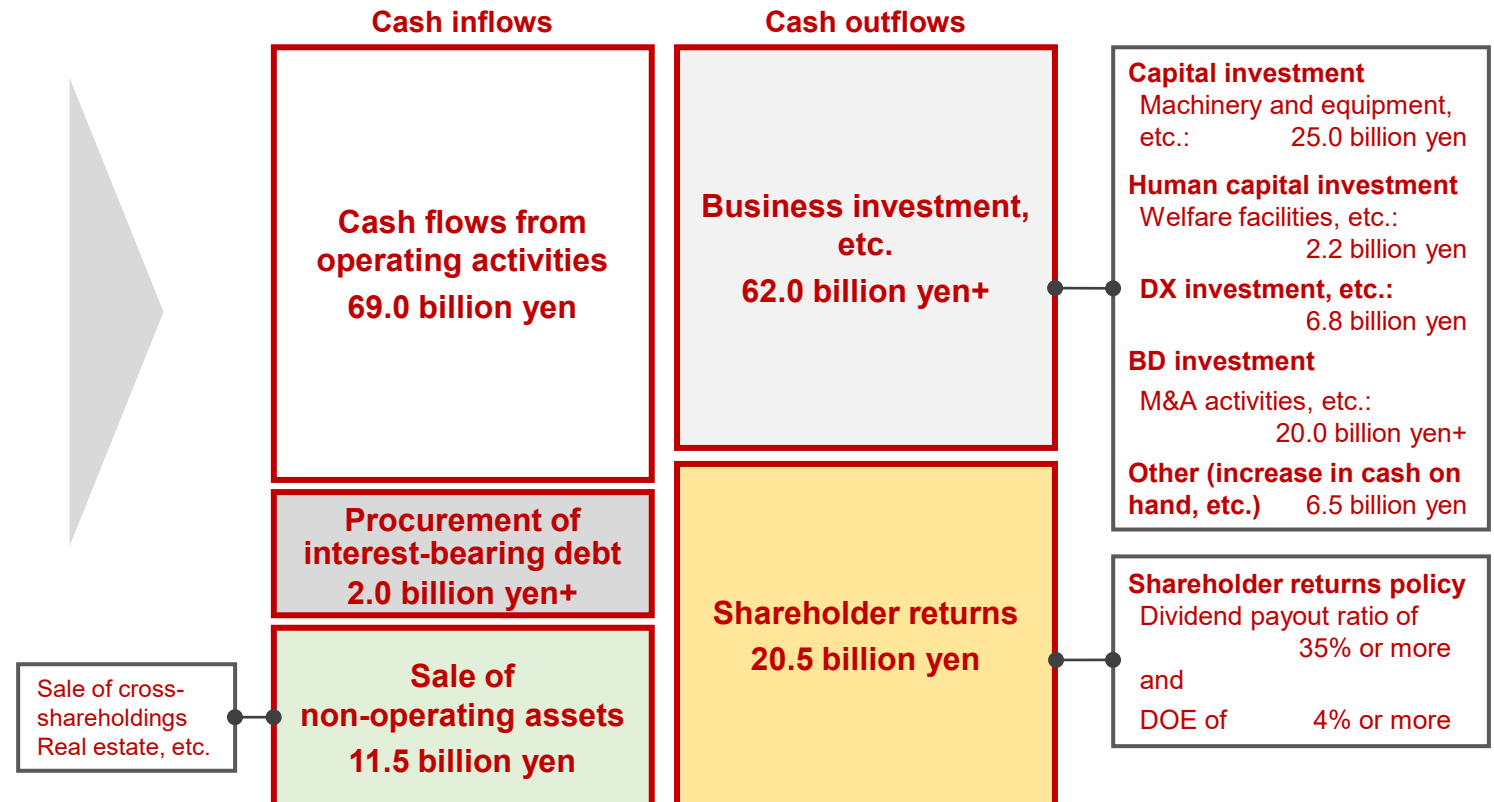 Cash inflows
Cash outflows
Cash flows from
operating activities
69.0 billion yen
Procurement of
interest-bearing debt
2.0 billion yen+
Sale of
non-operating assets
11.5 billion yen
Sale of cross-
shareholdings
Real estate, etc.
Business investment,
etc.
62.0 billion yen+
Shareholder returns
20.5 billion yen
Capital investment
Machinery and equipment,
etc.: 25.0 billion yen
Human capital investment
Welfare facilities, etc.:
2.2 billion yen
DX investment, etc.:
6.8 billion yen
BD investment
M&A activities, etc.:
20.0 billion yen+
Other (increase in cash on
hand, etc.) 6.5 billion yen
Shareholder returns policy
Dividend payout ratio of
35% or more
and
DOE of 4% or more